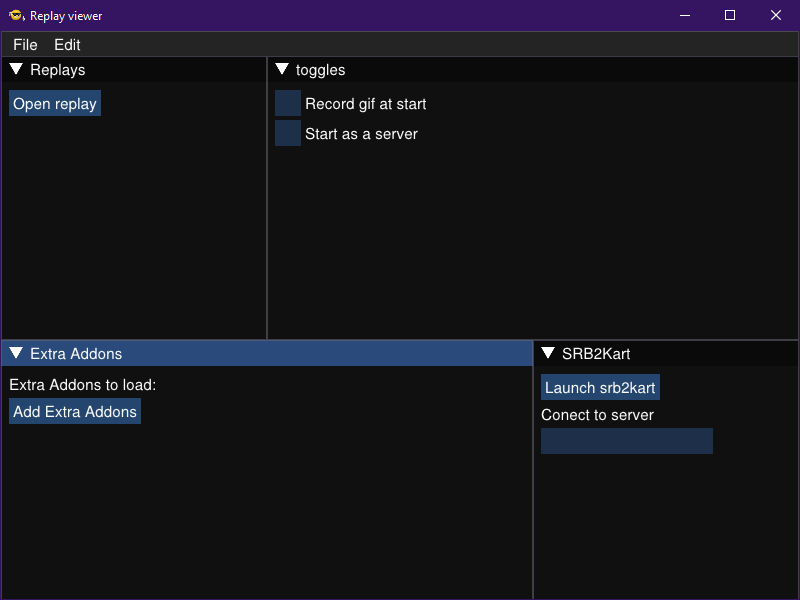 Replay viewer
File Edit
Replays
Open replay
toggles
Record gif at start
Start as a server
Extra Addons
Extra Addons to load:
Add Extra Addons
SRB2Kart
Launch srb2kart
Conect to server